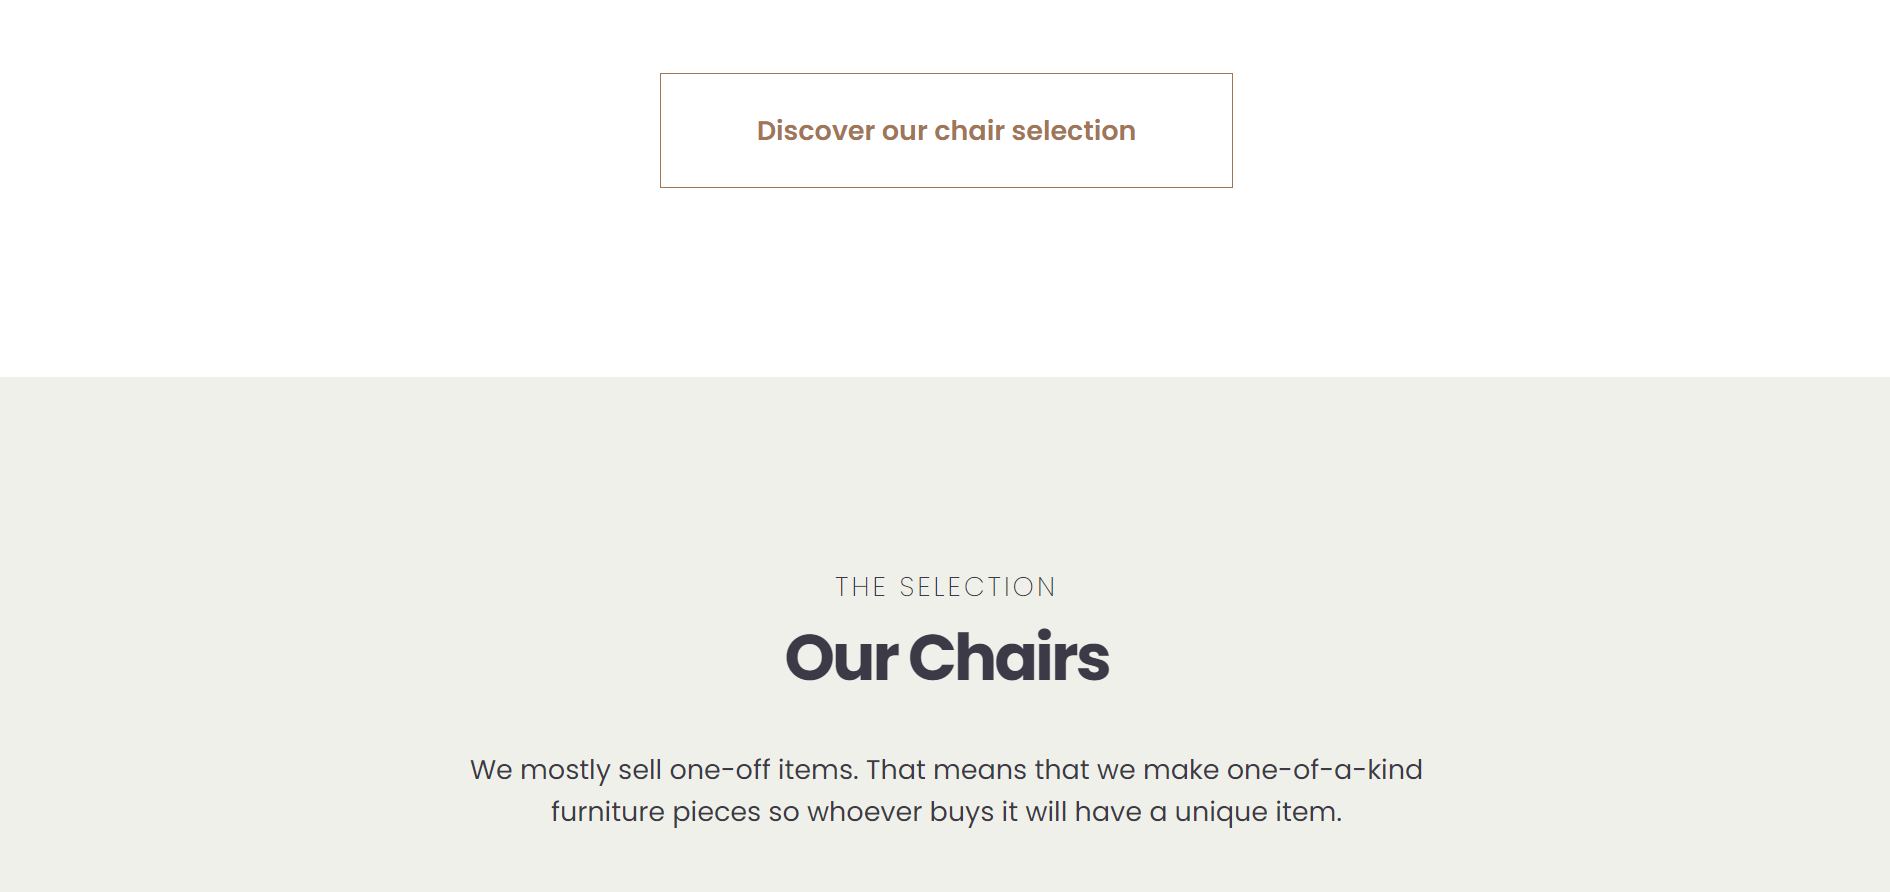 Discover our chair selection
THE SELECTION
Our Chairs
We mostly sell one-off items. That means that we make one-of-a-kind
furniture pieces so whoever buys it will have a unique item.